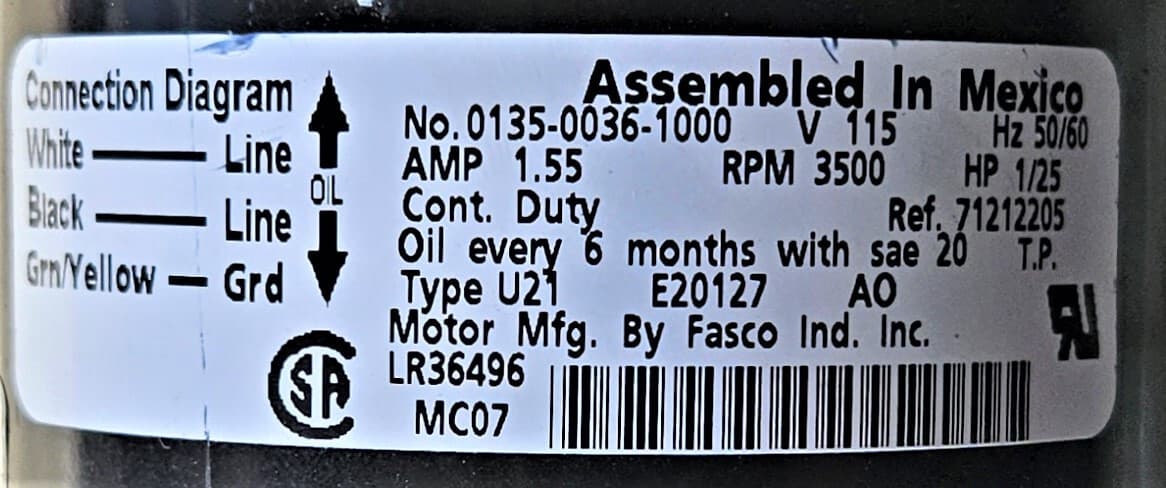 Connection Diagram
White Line
Black Line
Grn/Yellow Grd
OIL
Assembled In Mexico
No. 0135-0036-1000 V 115 Hz 50/60
AMP 1.55 RPM 3500 HP 1/25
Cont. Duty Ref. 71212205
Oil every 6 months with sae 20 T.P.
Type U21 E20127 AO
Motor Mfg. By Fasco Ind. Inc.
LR36496
MC07
SA
RU